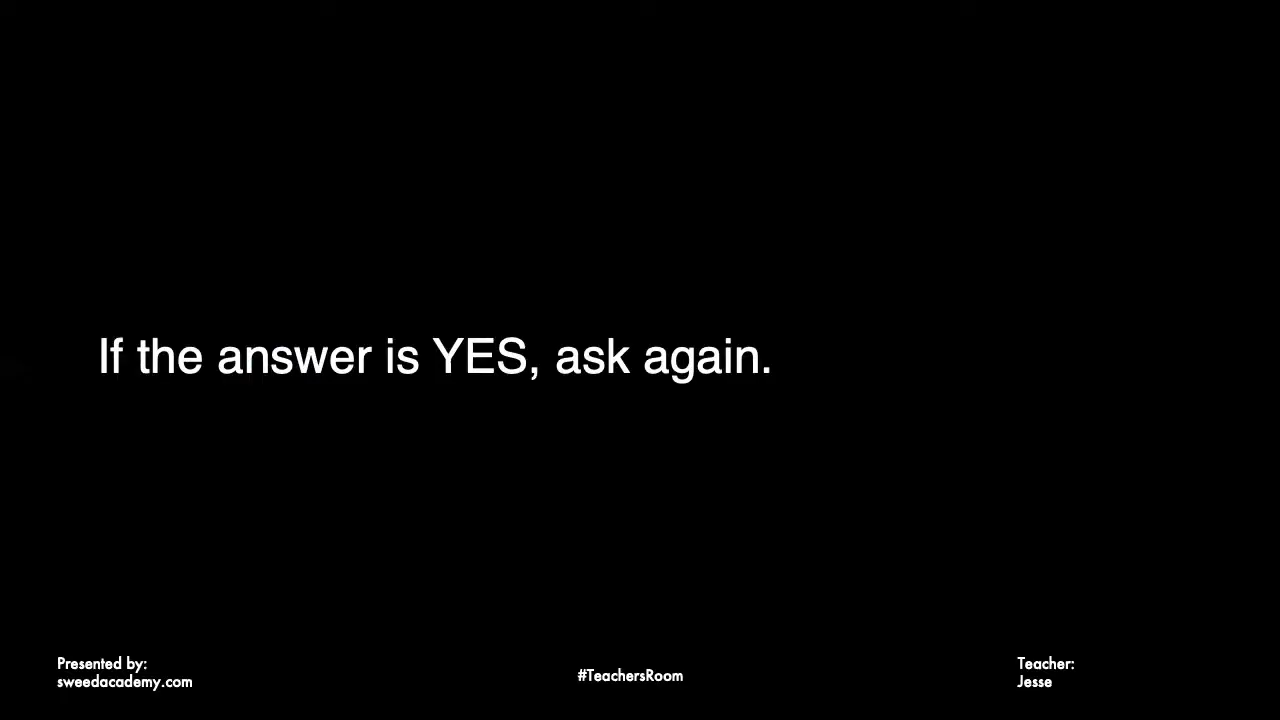 If the answer is YES, ask again.
Presented by:
sweedacademy.com
#TeachersRoom
Teacher:
Jesse